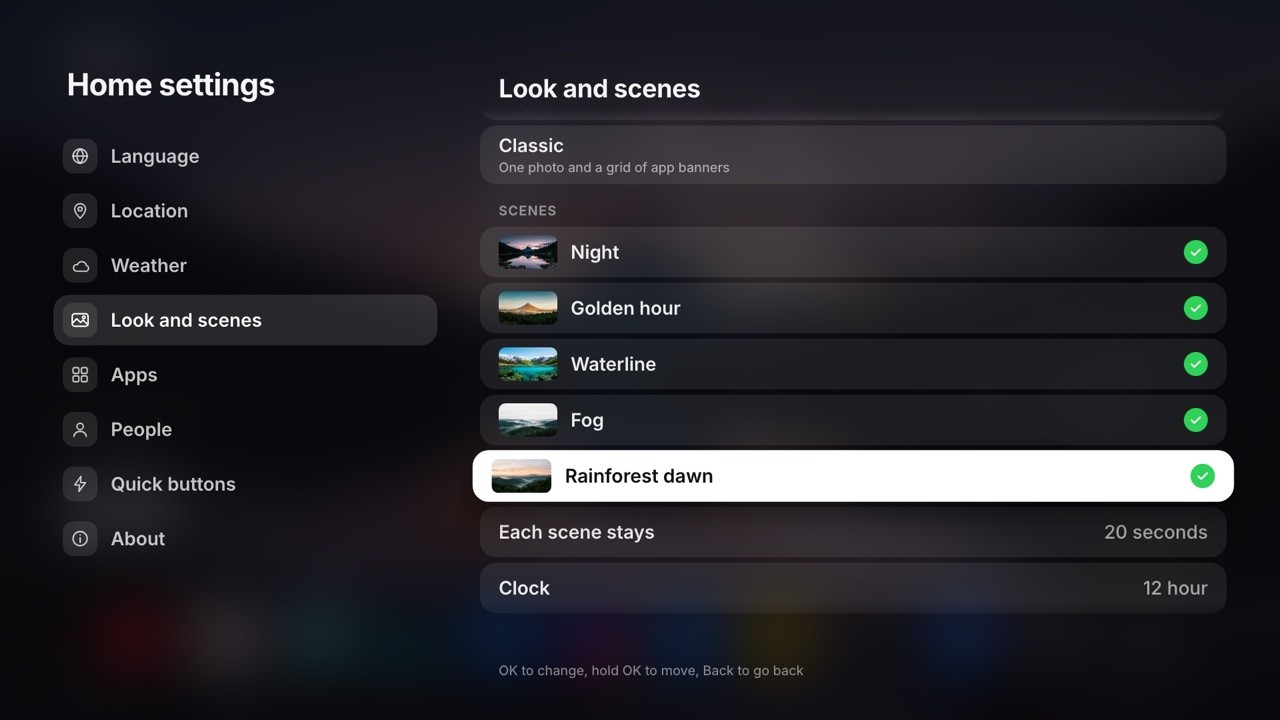 Home settings
Language
Location
Weather
Look and scenes
Apps
People
Quick buttons
About
Look and scenes
Classic
One photo and a grid of app banners
SCENES
Night
Golden hour
Waterline
Fog
Rainforest dawn
Each scene stays 20 seconds
Clock 12 hour
OK to change, hold OK to move, Back to go back